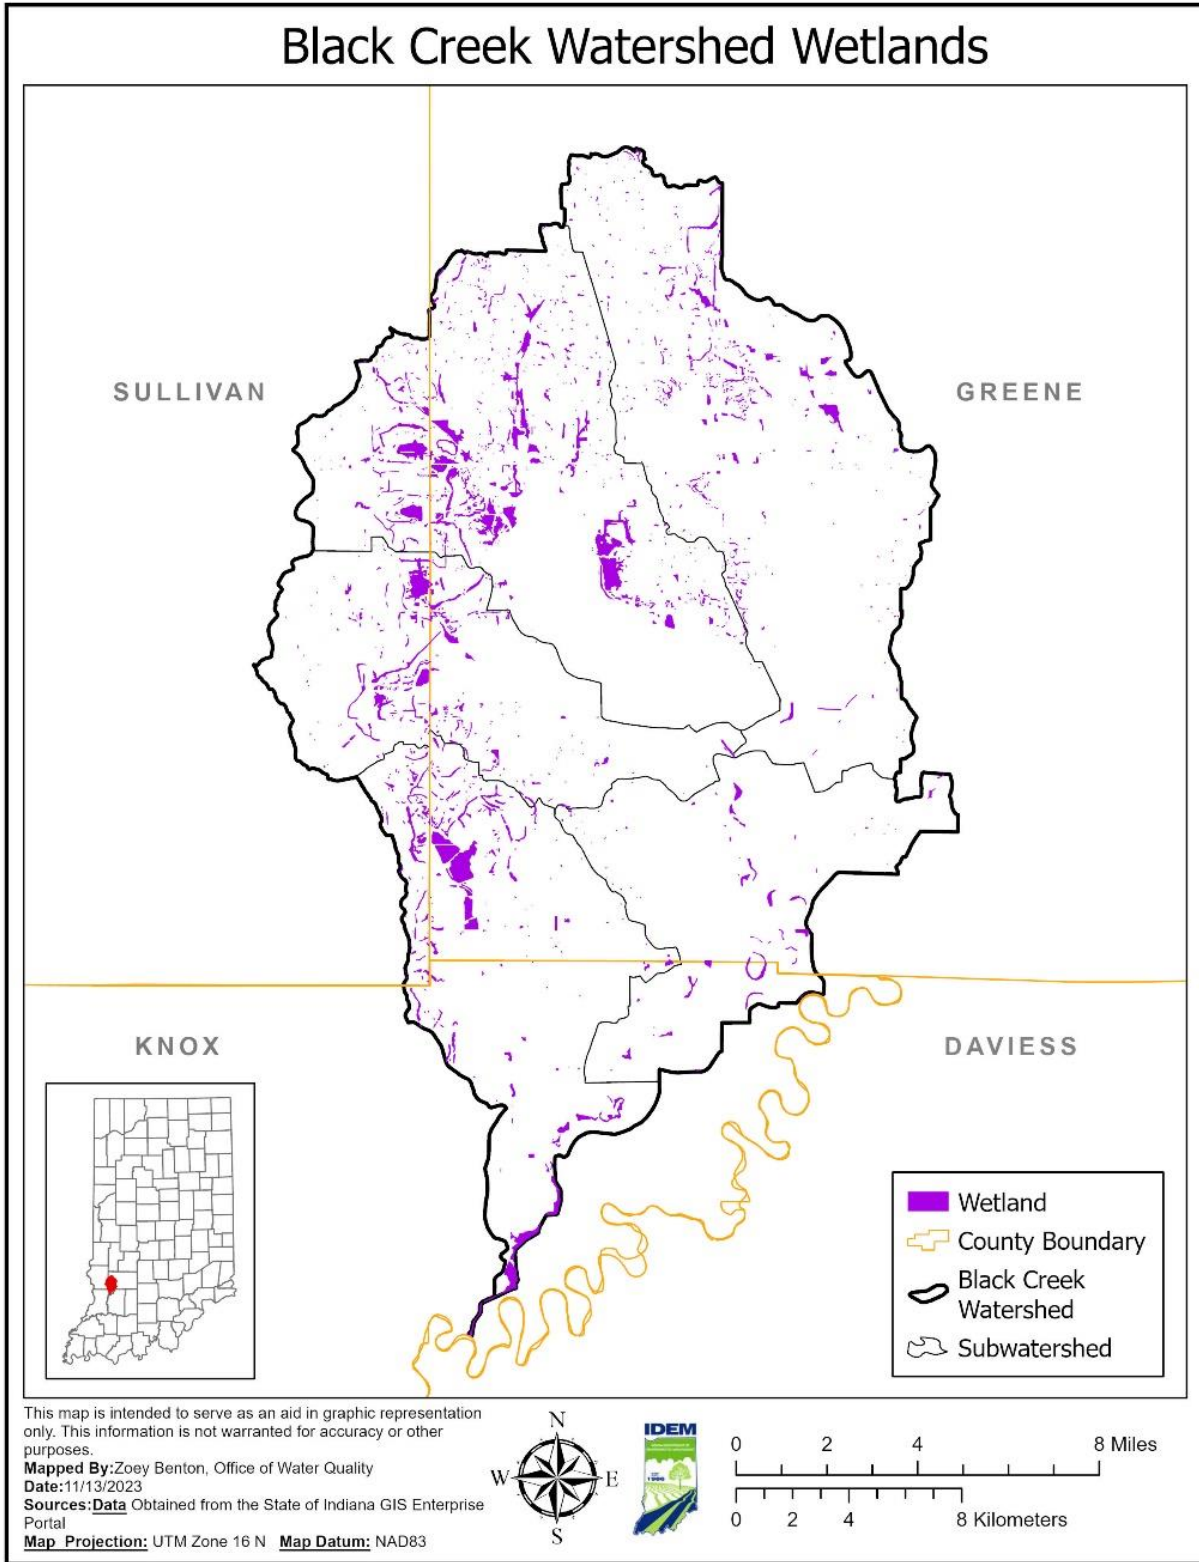 Black Creek Watershed Wetlands
SULLIVAN
GREENE
KNOX
DAVIESS
Wetland
County Boundary
Black Creek
Watershed
Subwatershed
This map is intended to serve as an aid in graphic representation
only. This information is not warranted for accuracy or other
purposes.
Mapped By:Zoey Benton, Office of Water Quality
Date:11/13/2023
Sources:Data Obtained from the State of Indiana GIS Enterprise
Portal
Map Projection: UTM Zone 16 N Map Datum: NAD83
N
W E
S
IDEM
0 2 4 8 Miles
0 2 4 8 Kilometers